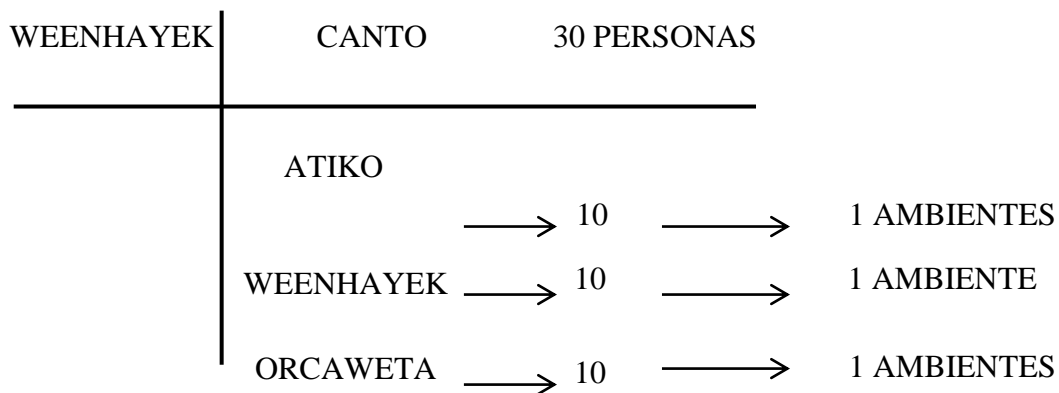 WEENHAYEK CANTO 30 PERSONAS
ATIKO
10 1 AMBIENTES
WEENHAYEK 10 1 AMBIENTE
ORCAWETA 10 1 AMBIENTES